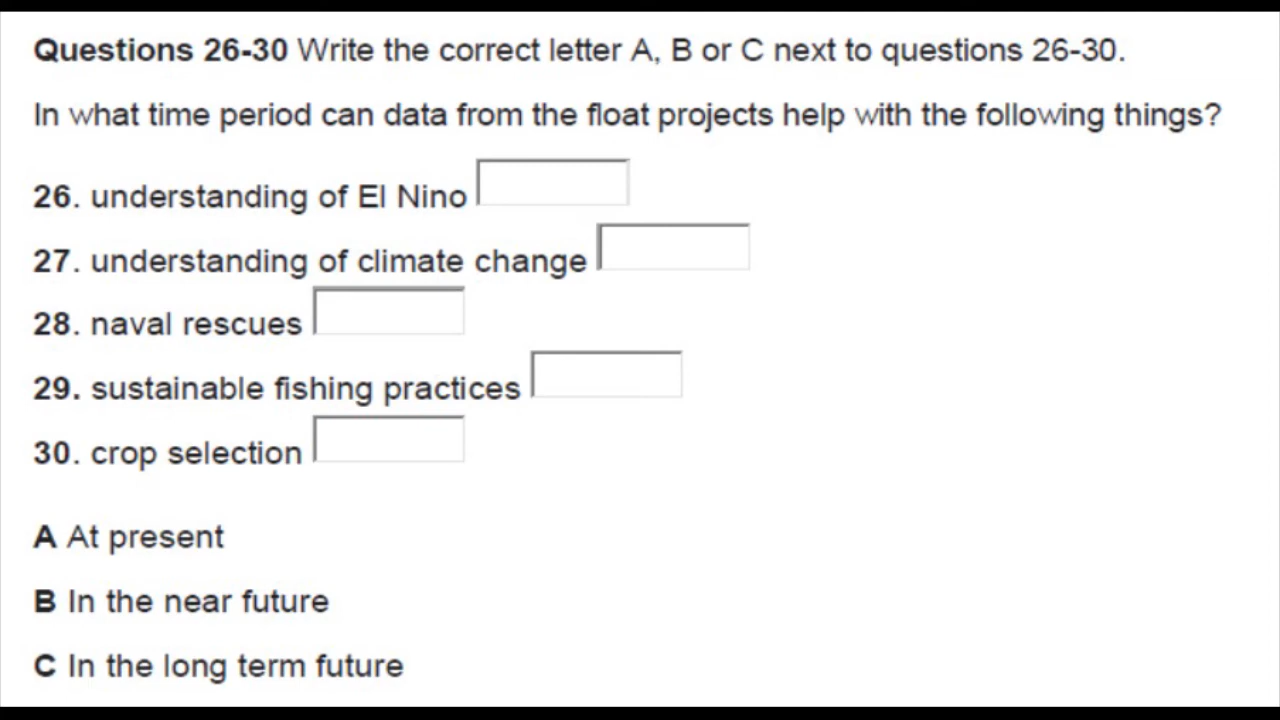 Questions 26-30 Write the correct letter A, B or C next to questions 26-30.
In what time period can data from the float projects help with the following things?
26. understanding of El Nino
27. understanding of climate change
28. naval rescues
29. sustainable fishing practices
30. crop selection
A At present
B In the near future
C In the long term future